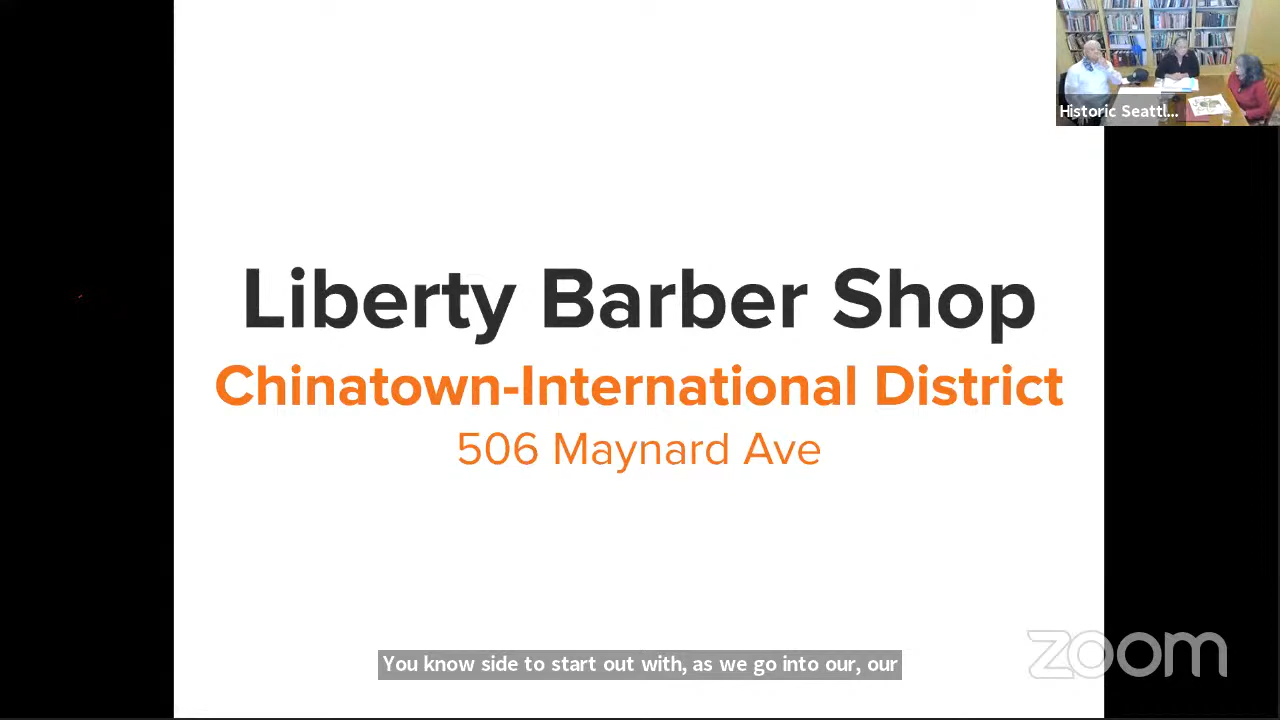 Historic Seattl...
Liberty Barber Shop
Chinatown-International District
506 Maynard Ave
You know side to start out with, as we go into our, our
zoom